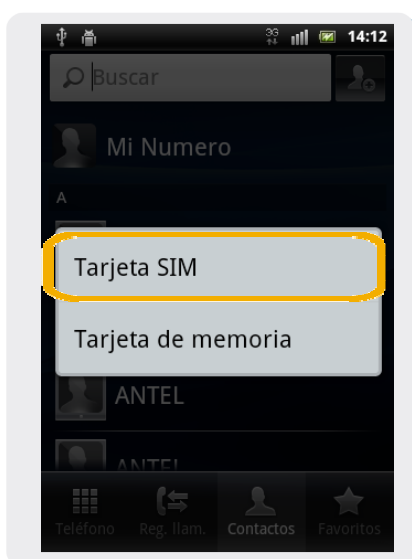 3G
14:12
Buscar
Mi Numero
A
Tarjeta SIM
Tarjeta de memoria
ANTEL
ANTEL
Teléfono Reg. llam. Contactos Favoritos